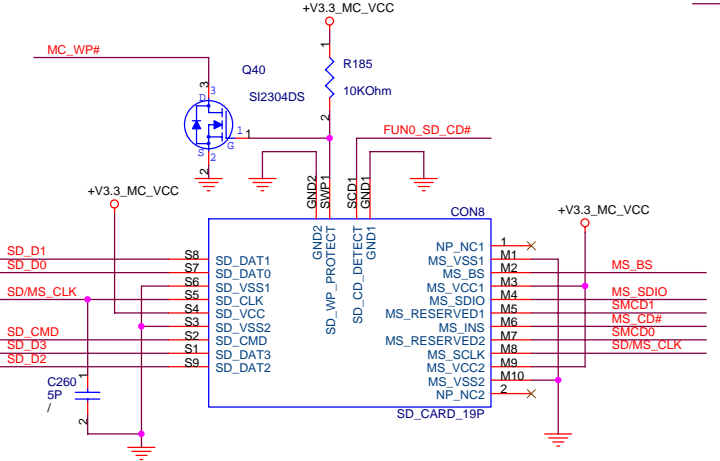 +V3.3_MC_VCC
MC_WP#
1
R185
10KOhm
2
Q40
SI2304DS
3
3
D
1
1
G
S
2
2
FUN0_SD_CD#
GND2
SWP1
SCD1
GND1
+V3.3_MC_VCC
+V3.3_MC_VCC
CON8
GND2
SD_WP_PROTECT
SD_CD_DETECT
GND1
SD_D1
S8
SD_DAT1
SD_D0
S7
SD_DAT0
S6
SD_VSS1
SD/MS_CLK
S5
SD_CLK
S4
SD_VCC
S3
SD_VSS2
SD_CMD
S2
SD_CMD
SD_D3
S1
SD_DAT3
SD_D2
S9
SD_DAT2
NP_NC1
1
MS_VSS1
M1
MS_BS
M2
MS_BS
MS_VCC1
M3
MS_SDIO
M4
MS_SDIO
MS_RESERVED1
M5
SMCD1
MS_INS
M6
MS_CD#
MS_RESERVED2
M7
SMCD0
MS_SCLK
M8
SD/MS_CLK
MS_VCC2
M9
MS_VSS2
M10
NP_NC2
2
SD_CARD_19P
C260
5P
/
1
2